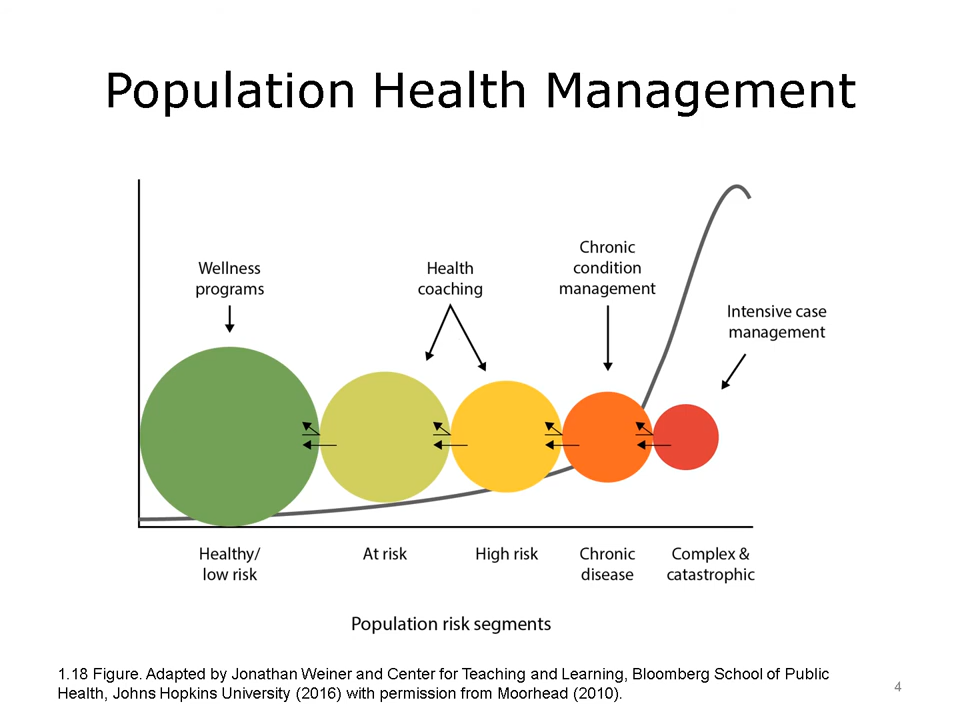 Population Health Management
Wellness
programs
Health
coaching
Chronic
condition
management
Intensive case
management
Healthy/
low risk
At risk
High risk
Chronic
disease
Complex &
catastrophic
Population risk segments
1.18 Figure. Adapted by Jonathan Weiner and Center for Teaching and Learning, Bloomberg School of Public
Health, Johns Hopkins University (2016) with permission from Moorhead (2010).
4